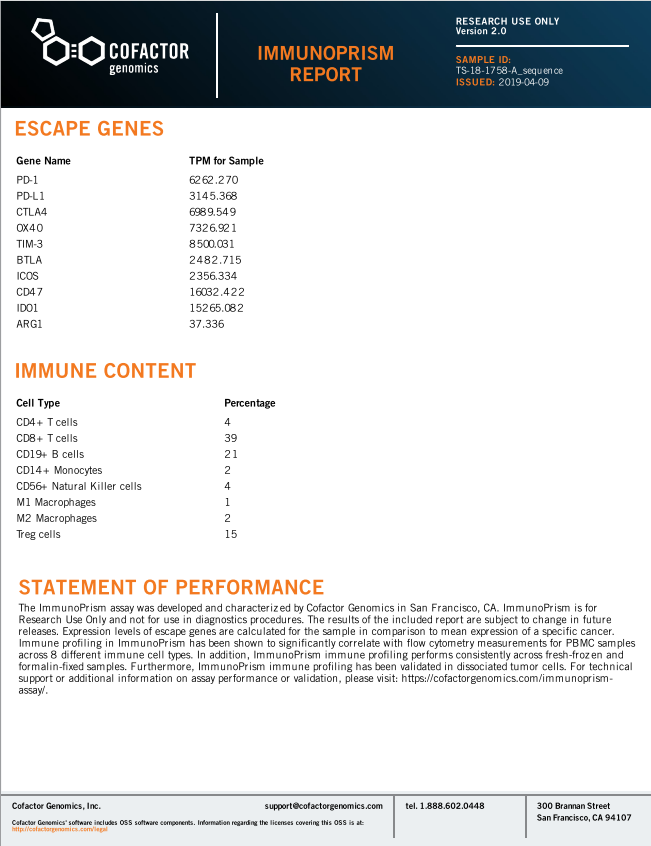 COFACTOR
genomics
IMMUNOPRISM
REPORT
RESEARCH USE ONLY
Version 2.0
SAMPLE ID:
TS-18-1758-A_sequence
ISSUED: 2019-04-09
ESCAPE GENES
Gene Name TPM for Sample
PD-1 6262.270
PD-L1 3145.368
CTLA4 6989.549
OX40 7326.921
TIM-3 8500.031
BTLA 2482.715
ICOS 2356.334
CD47 16032.422
IDO1 15265.082
ARG1 37.336
IMMUNE CONTENT
Cell Type Percentage
CD4+ T cells 4
CD8+ T cells 39
CD19+ B cells 21
CD14+ Monocytes 2
CD56+ Natural Killer cells 4
M1 Macrophages 1
M2 Macrophages 2
Treg cells 15
STATEMENT OF PERFORMANCE
The ImmunoPrism assay was developed and characterized by Cofactor Genomics in San Francisco, CA. ImmunoPrism is for
Research Use Only and not for use in diagnostics procedures. The results of the included report are subject to change in future
releases. Expression levels of escape genes are calculated for the sample in comparison to mean expression of a specific cancer.
Immune profiling in ImmunoPrism has been shown to significantly correlate with flow cytometry measurements for PBMC samples
across 8 different immune cell types. In addition, ImmunoPrism immune profiling performs consistently across fresh-frozen and
formalin-fixed samples. Furthermore, ImmunoPrism immune profiling has been validated in dissociated tumor cells. For technical
support or additional information on assay performance or validation, please visit: https://cofactorgenomics.com/immunoprism-
assay/.
Cofactor Genomics, Inc. support@cofactorgenomics.com
Cofactor Genomics' software includes OSS software components. Information regarding the licenses covering this OSS is at:
http://cofactorgenomics.com/legal
tel. 1.888.602.0448
300 Brannan Street
San Francisco, CA 94107